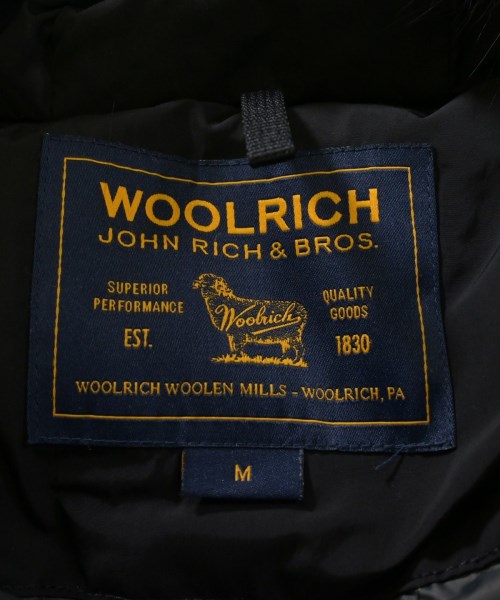 WOOLRICH
JOHN RICH & BROS.
SUPERIOR
PERFORMANCE
EST.
Woolrich
QUALITY
GOODS
1830
WOOLRICH WOOLEN MILLS - WOOLRICH, PA
M